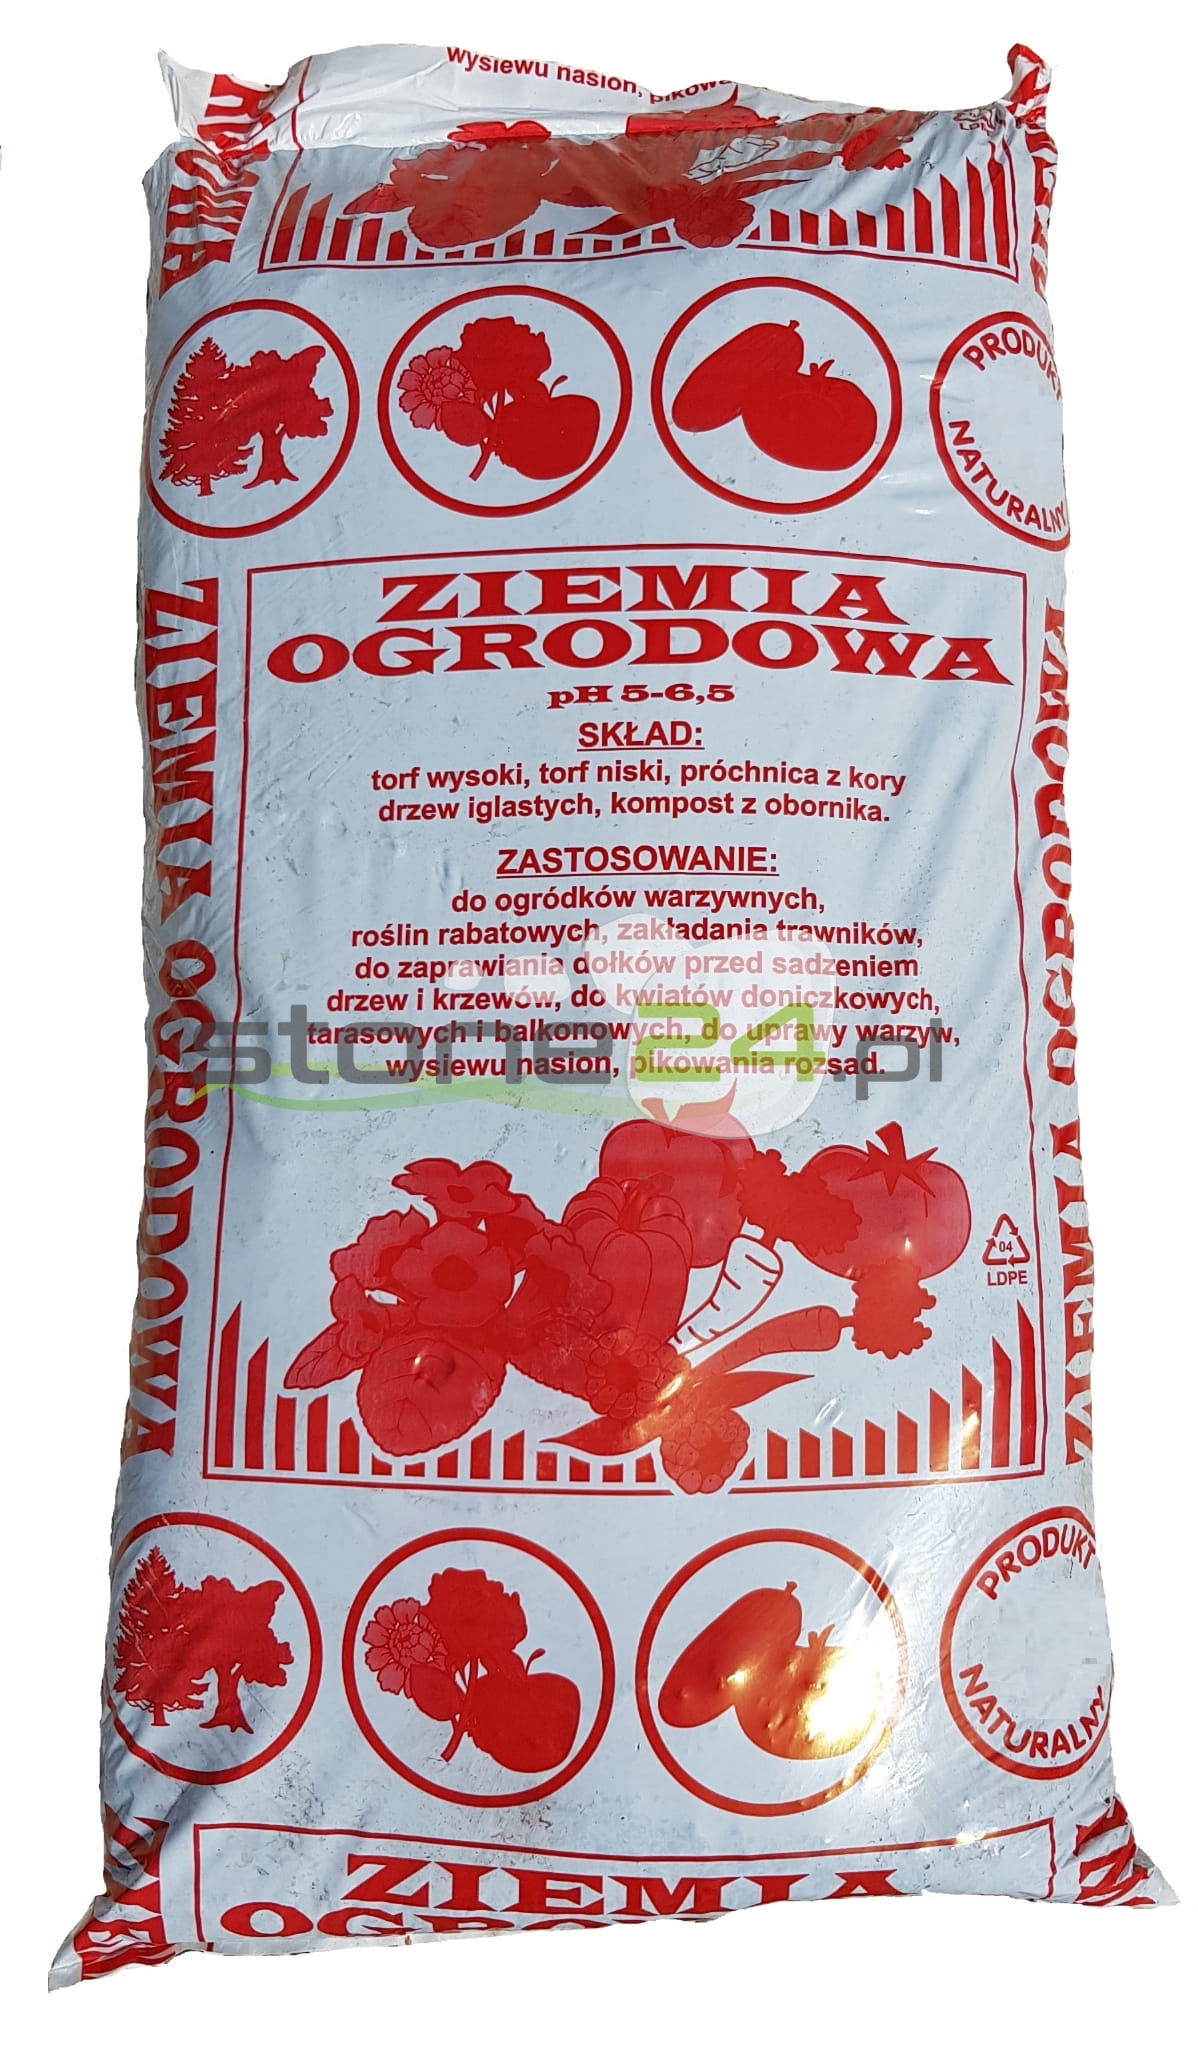 wysiewu nasion, pikowa
PRODUKT
NATURALNY
ZIEMIA OGRODOWA
ZIEMIA
OGRODOWA
pH 5-6,5
SKŁAD:
torf wysoki, torf niski, próchnica z kory
drzew iglastych, kompost z obornika.
ZASTOSOWANIE:
do ogródków warzywnych,
roślin rabatowych, zakładania trawników,
do zaprawiania dołków przed sadzeniem
drzew i krzewów, do kwiatów doniczkowych,
tarasowych i balkonowych, do uprawy warzyw,
wysiewu nasion, pikowania rozsad.
stone24.pl
ZIEMIA OGRODOWA
04
LDPE
PRODUKT
NATURALNY
ZIEMIA